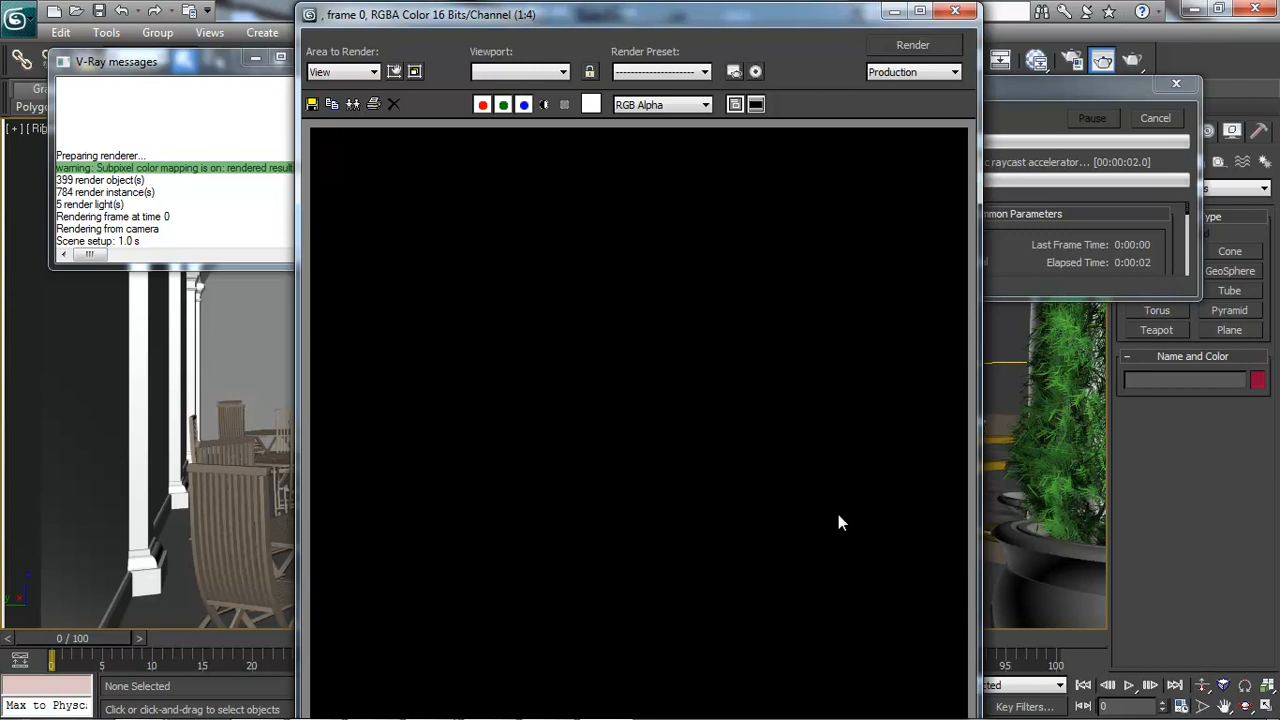 , frame 0, RGBA Color 16 Bits/Channel (1:4)
Edit Tools Group Views Create
V-Ray messages
Area to Render:
Viewport:
Render Preset:
Render
View
Production
Pause Cancel
RGB Alpha
Preparing renderer...
warning: Subpixel color mapping is on: rendered result
399 render object(s)
784 render instance(s)
5 render light(s)
Rendering frame at time 0
Rendering from camera
Scene setup: 1.0 s
c raycast accelerator... [00:00:02.0]
mmon Parameters
Last Frame Time: 0:00:00
Elapsed Time: 0:00:02
Cone
GeoSphere
Tube
Torus Pyramid
Teapot Plane
Name and Color
0 / 100
0 5 10 15 20 95 100
None Selected
Click or click-and-drag to select objects
Max to Physc
Key Filters...
0